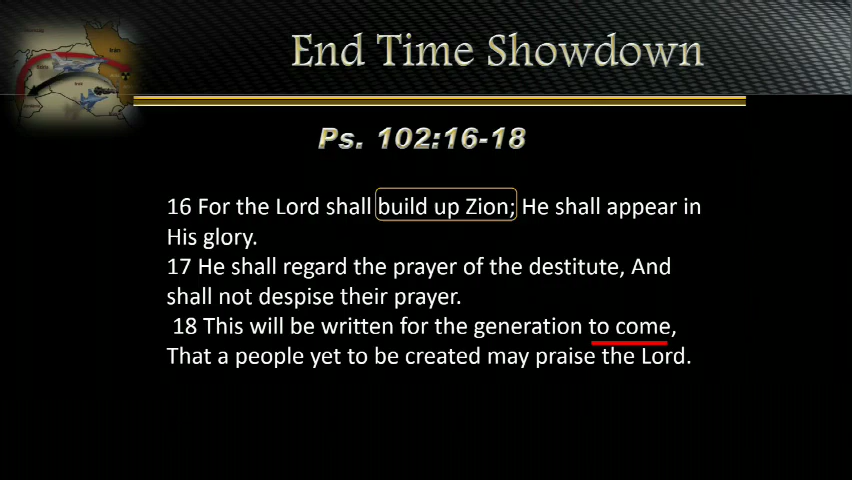 End Time Showdown
Iran
Ps. 102:16-18
16 For the Lord shall build up Zion; He shall appear in
His glory.
17 He shall regard the prayer of the destitute, And
shall not despise their prayer.
18 This will be written for the generation to come,
That a people yet to be created may praise the Lord.